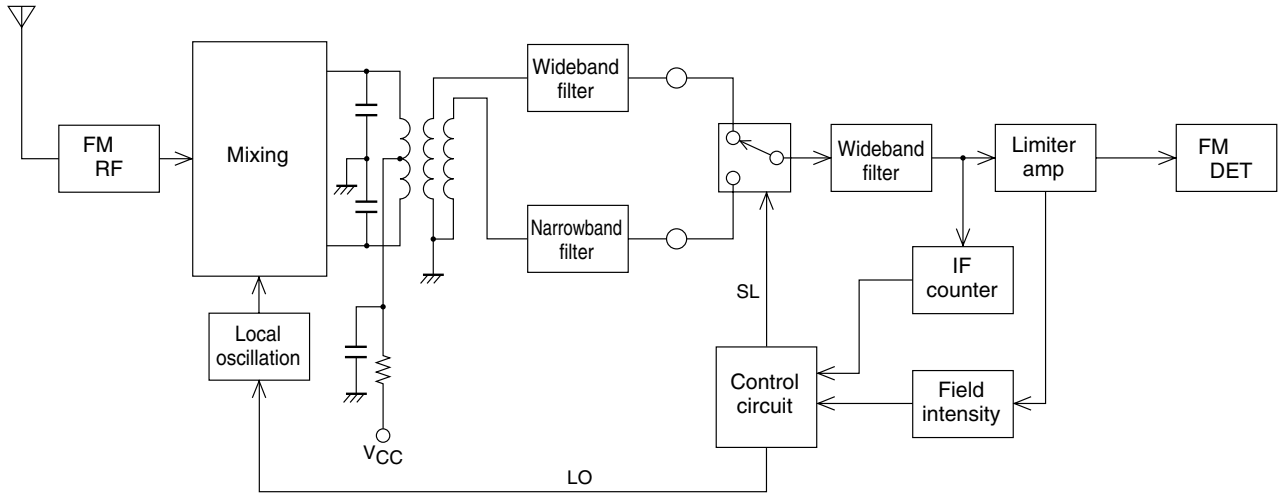 FM
RF
Mixing
Local
oscillation
VCC
Wideband
filter
Narrowband
filter
SL
Wideband
filter
Limiter
amp
FM
DET
IF
counter
Control
circuit
Field
intensity
LO